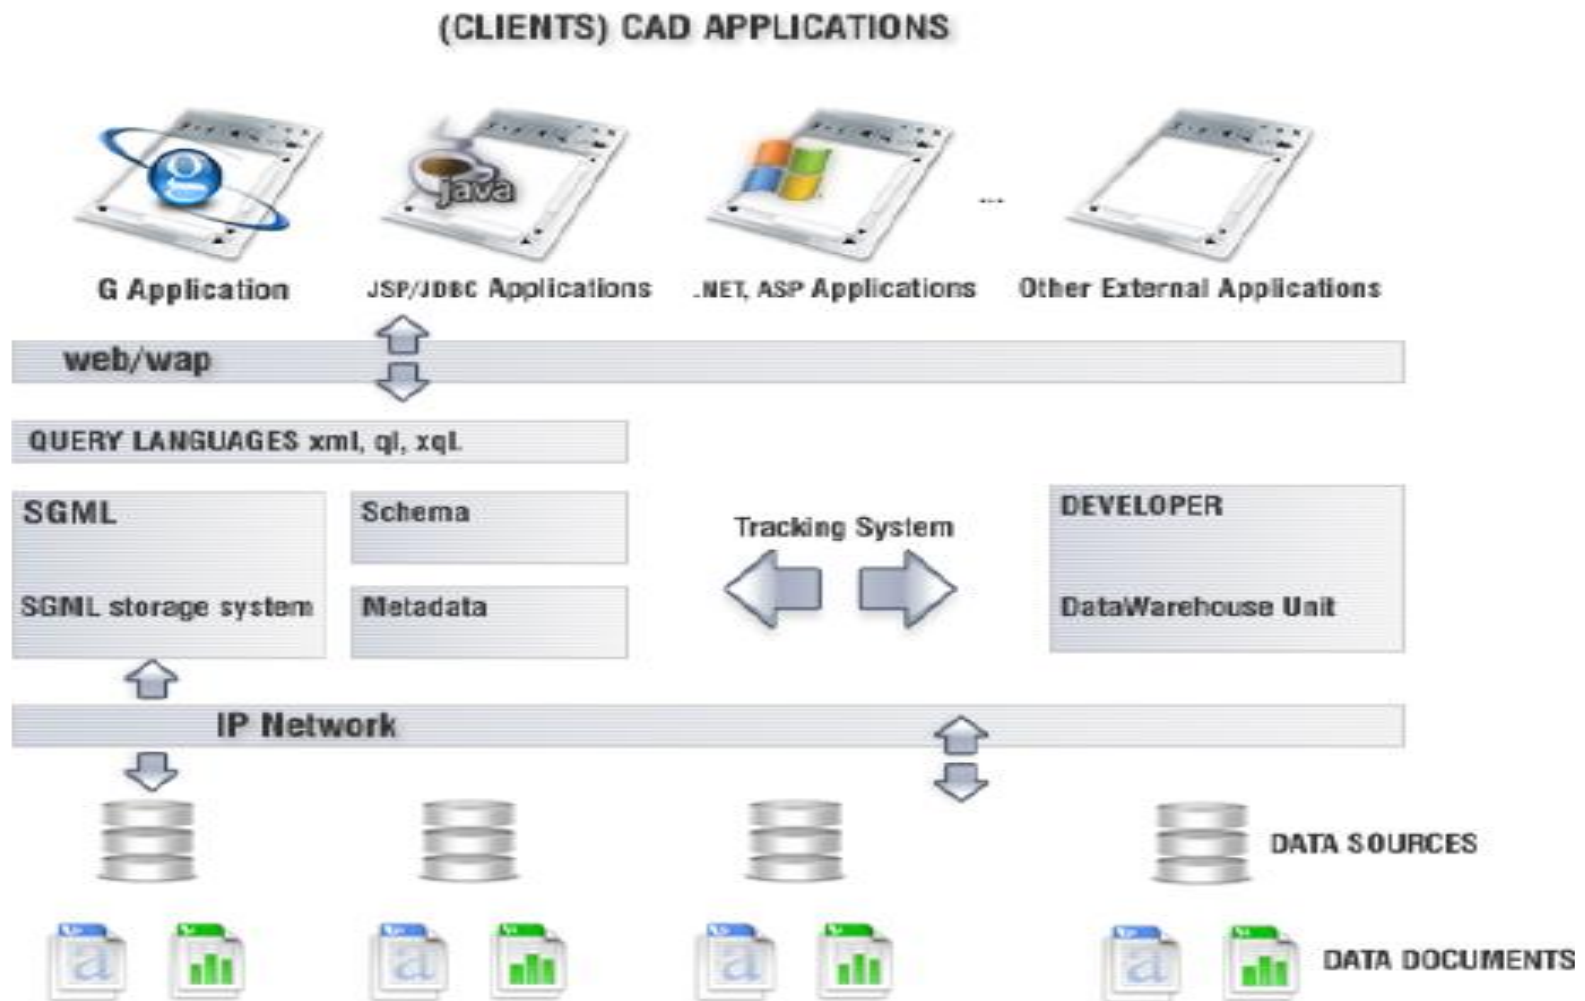 (CLIENTS) CAD APPLICATIONS
g
java
G Application
JSP/JDBC Applications
.NET, ASP Applications
...
Other External Applications
web/wap
QUERY LANGUAGES xml, ql, xqL
SGML
Schema
Tracking System
DEVELOPER
SGML storage system
Metadata
DataWarehouse Unit
IP Network
DATA SOURCES
a
a
a
a
DATA DOCUMENTS